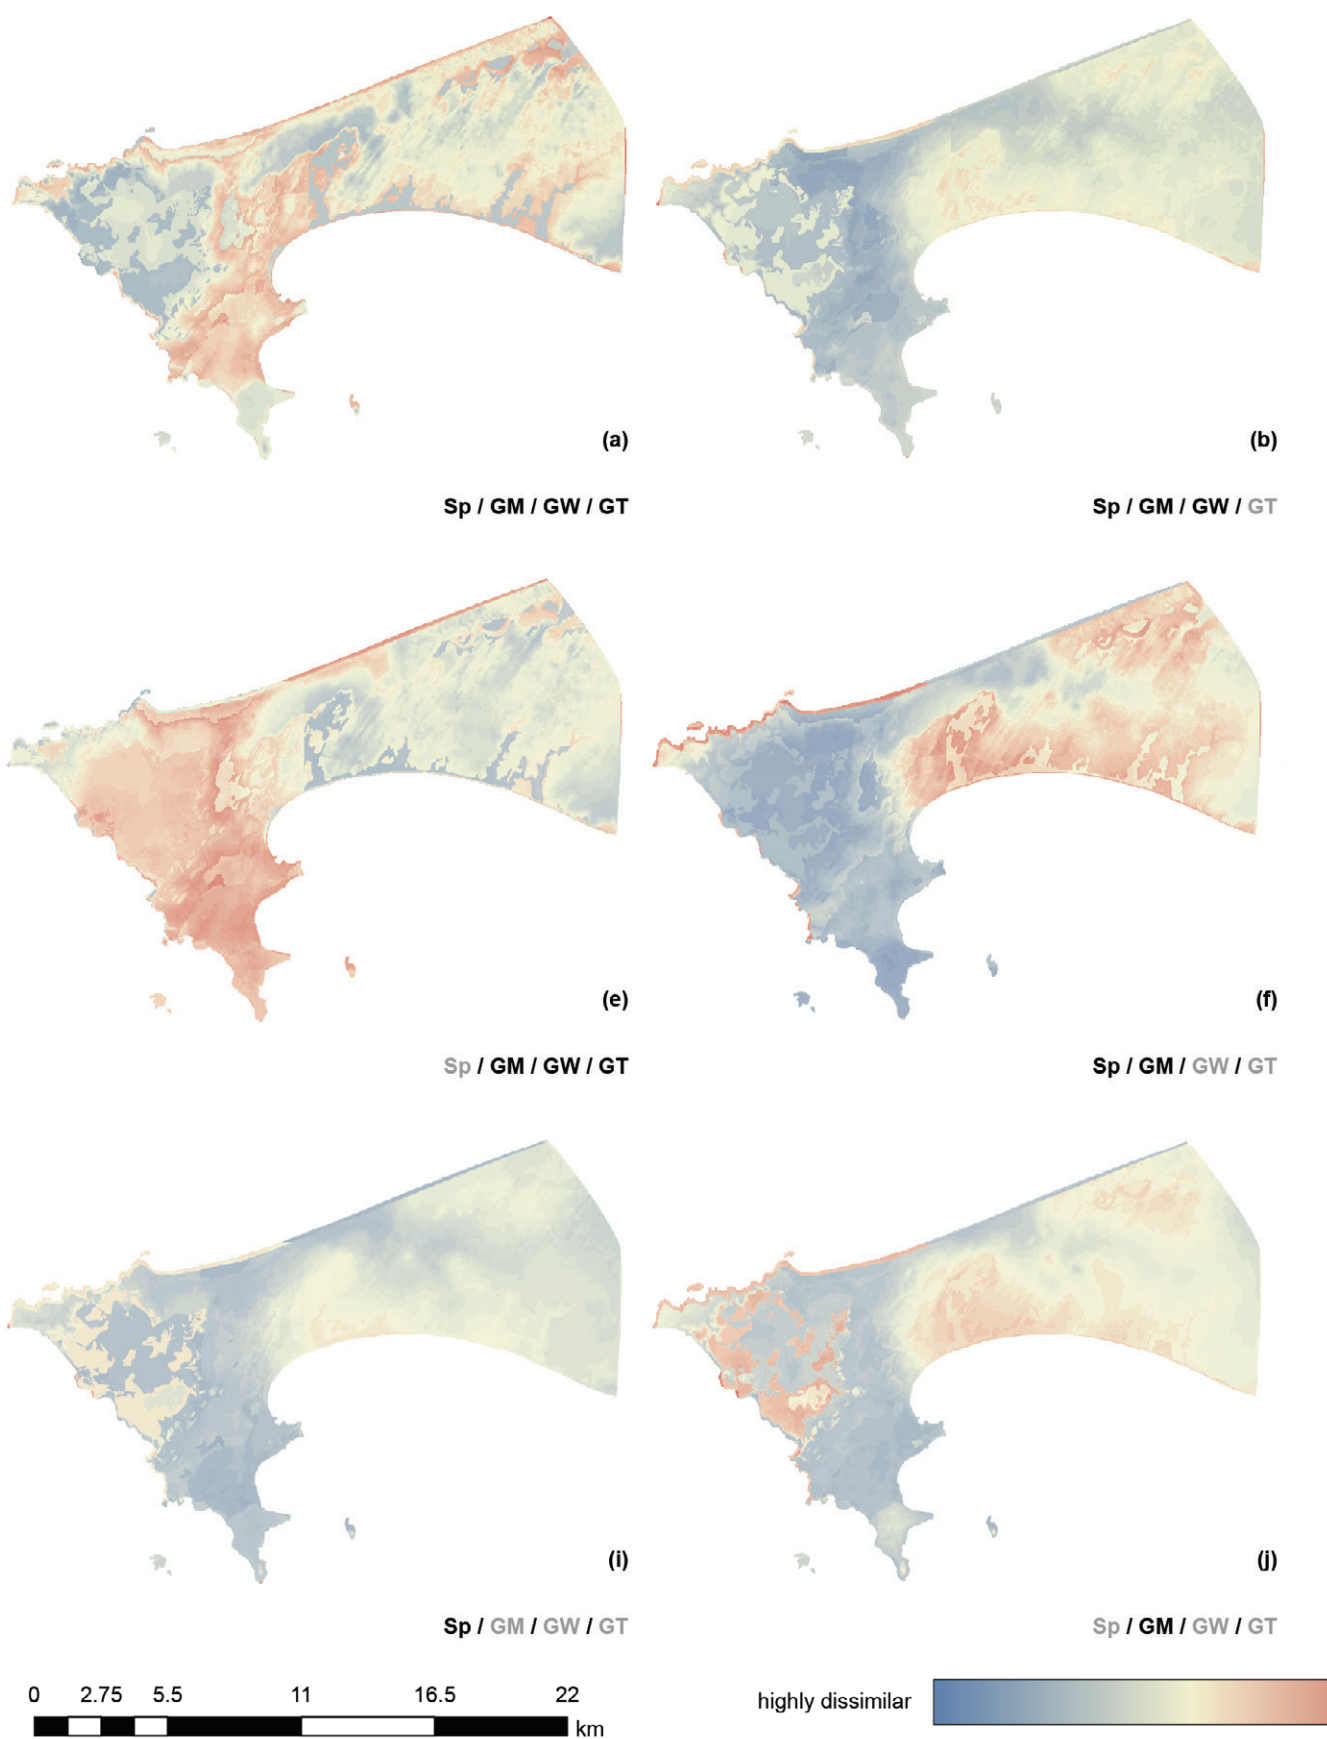 (a)
(b)
Sp / GM / GW / GT
Sp / GM / GW / GT
(e)
(f)
Sp / GM / GW / GT
Sp / GM / GW / GT
(i)
(j)
Sp / GM / GW / GT
Sp / GM / GW / GT
0 2.75 5.5 11 16.5 22
km
highly dissimilar